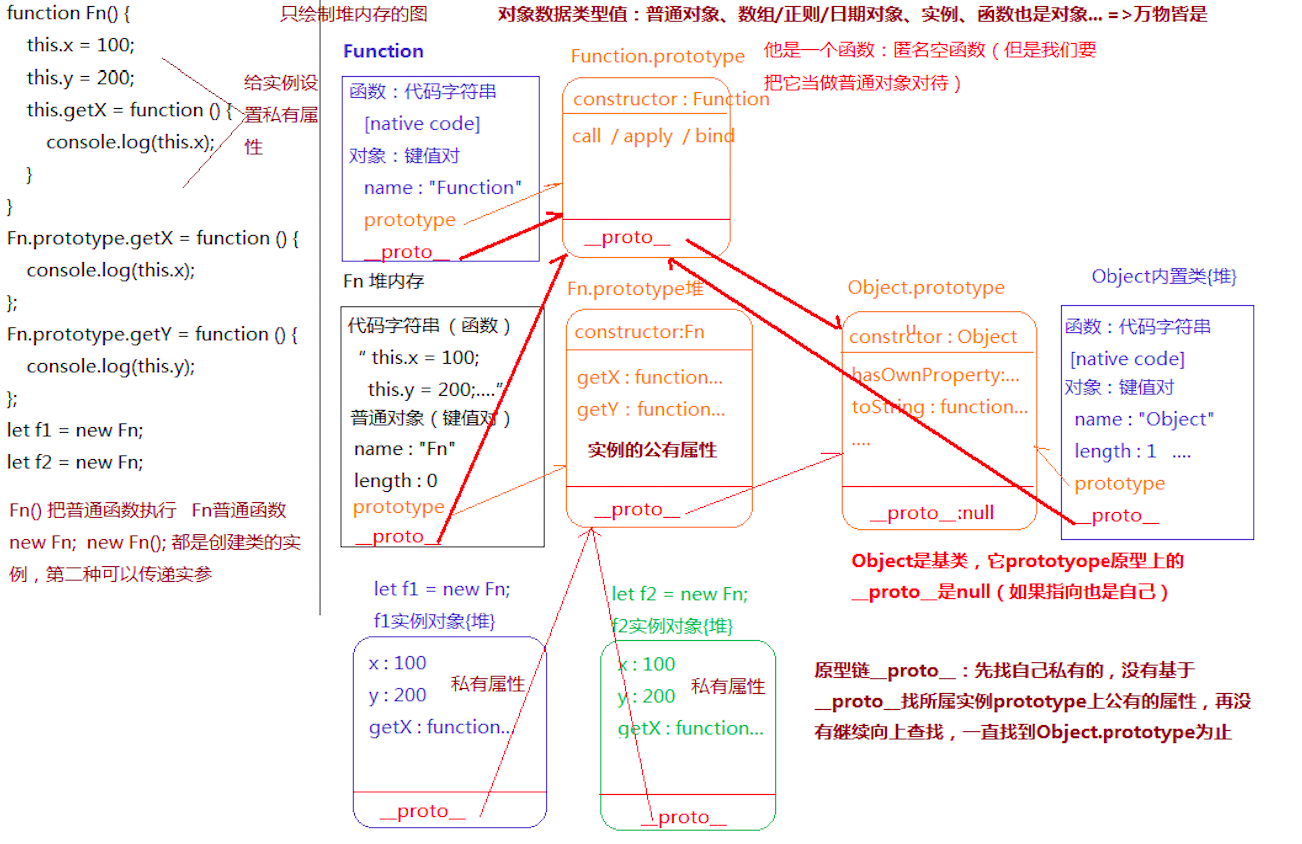 function Fn() {
this.x = 100;
this.y = 200;
this.getX = function () {
console.log(this.x);
}
}
Fn.prototype.getX = function () {
console.log(this.x);
};
Fn.prototype.getY = function () {
console.log(this.y);
};
let f1 = new Fn;
let f2 = new Fn;
给实例设
置私有属
性
Fn() 把普通函数执行 Fn普通函数
new Fn; new Fn(); 都是创建类的实
例，第二种可以传递实参
只绘制堆内存的图
对象数据类型值：普通对象、数组/正则/日期对象、实例、函数也是对象... =>万物皆是
Function
函数：代码字符串
[native code]
对象：键值对
name : "Function"
prototype
__proto__
Function.prototype
constructor : Function
call / apply / bind
__proto__
他是一个函数：匿名空函数（但是我们要
把它当做普通对象对待）
Fn 堆内存
代码字符串（函数）
“ this.x = 100;
this.y = 200;....”
普通对象（键值对）
name : "Fn"
length : 0
prototype
__proto__
Fn.prototype堆
constructor:Fn
getX : function...
getY : function...
实例的公有属性
__proto__
Object.prototype
u
constrctor : Object
hasOwnProperty:...
toString : function...
....
__proto__:null
Object内置类{堆}
函数：代码字符串
[native code]
对象：键值对
name : "Object"
length : 1 ....
prototype
__proto__
Object是基类，它prototyope原型上的
__proto__是null（如果指向也是自己）
let f1 = new Fn;
f1实例对象{堆}
x : 100
y : 200
私有属性
getX : function...
__proto__
let f2 = new Fn;
f2实例对象{堆}
x : 100
y : 200
私有属性
getX : function...
__proto__
原型链__proto__：先找自己私有的，没有基于
__proto__找所属实例prototype上公有的属性，再没
有继续向上查找，一直找到Object.prototype为止